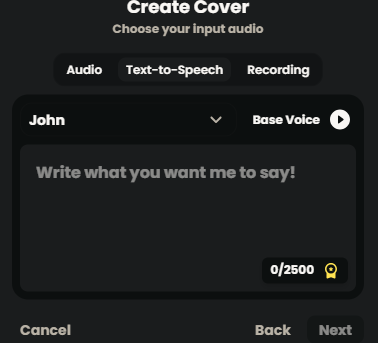 Create Cover
Choose your input audio
Audio Text-to-Speech Recording
John Base Voice
Write what you want me to say!
0/2500
Cancel Back Next